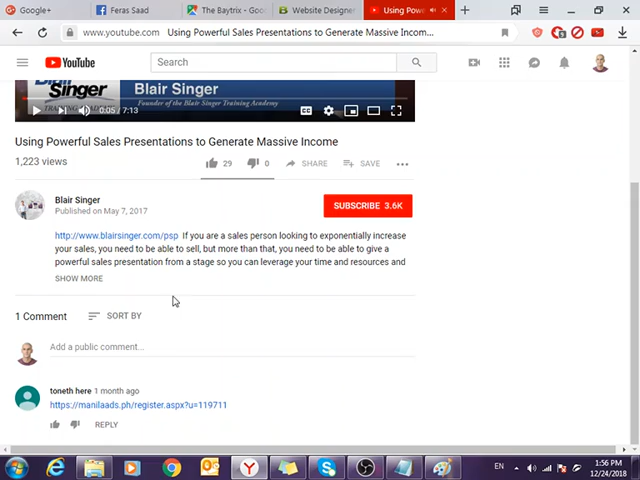 Google+
Feras Saad
The Baytrix - Goo
Website Designe
Using Powe
www.youtube.com
Using Powerful Sales Presentations to Generate Massive Income...
YouTube
Search
Blair
Singer
Blair Singer
Founder of the Blair Singer Training Academy
0:05 / 7:13
Using Powerful Sales Presentations to Generate Massive Income
1,223 views
29
0
SHARE
SAVE
Blair Singer
Published on May 7, 2017
SUBSCRIBE 3.6K
http://www.blairsinger.com/psp If you are a sales person looking to exponentially increase
your sales, you need to be able to sell, but more than that, you need to be able to give a
powerful sales presentation from a stage so you can leverage your time and resources and
SHOW MORE
1 Comment
SORT BY
Add a public comment...
toneth here 1 month ago
https://manilaads.ph/register.aspx?u=119711
REPLY
EN
1:56 PM
12/24/2018